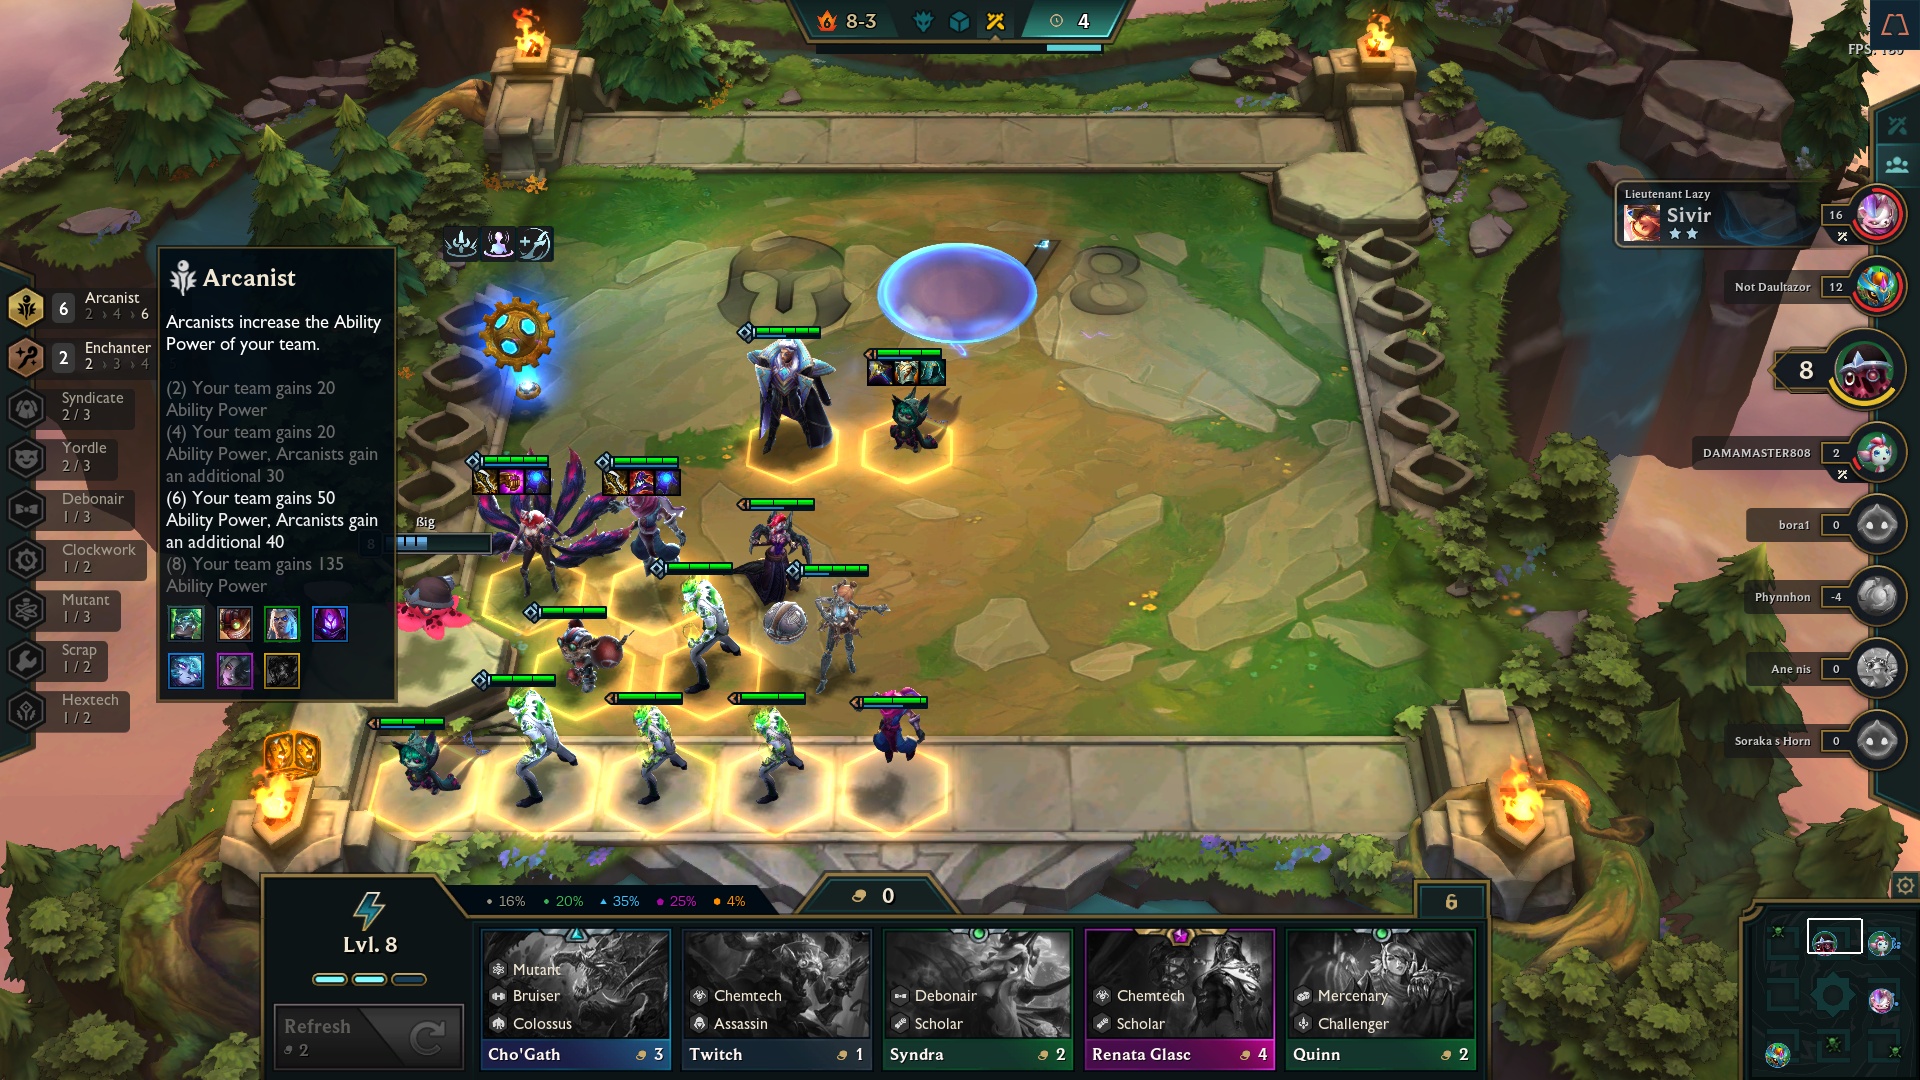 8-3
4
FPS:
7/8
Lieutenant Lazy
Sivir
16
Not Daultazor
12
8
DAMAMASTER808
2
bora1
0
Phynnhon
-4
Ane nis
0
Soraka s Horn
0
6
Arcanist
2 › 4 › 6
2
Enchanter
2 › 3 › 4
Syndicate
2 / 3
Yordle
2 / 3
Debonair
1 / 3
Clockwork
1 / 2
Mutant
1 / 3
Scrap
1 / 2
Hextech
1 / 2
Arcanist
Arcanists increase the Ability
Power of your team.
(2) Your team gains 20
Ability Power
(4) Your team gains 20
Ability Power, Arcanists gain
an additional 30
(6) Your team gains 50
Ability Power, Arcanists gain
an additional 40
(8) Your team gains 135
Ability Power
8
ßig
16%
20%
35%
25%
4%
0
6
Lvl. 8
Refresh
2
Mutant
Bruiser
Colossus
Cho'Gath
3
Chemtech
Assassin
Twitch
1
Debonair
Scholar
Syndra
2
Chemtech
Scholar
Renata Glasc
4
Mercenary
Challenger
Quinn
2